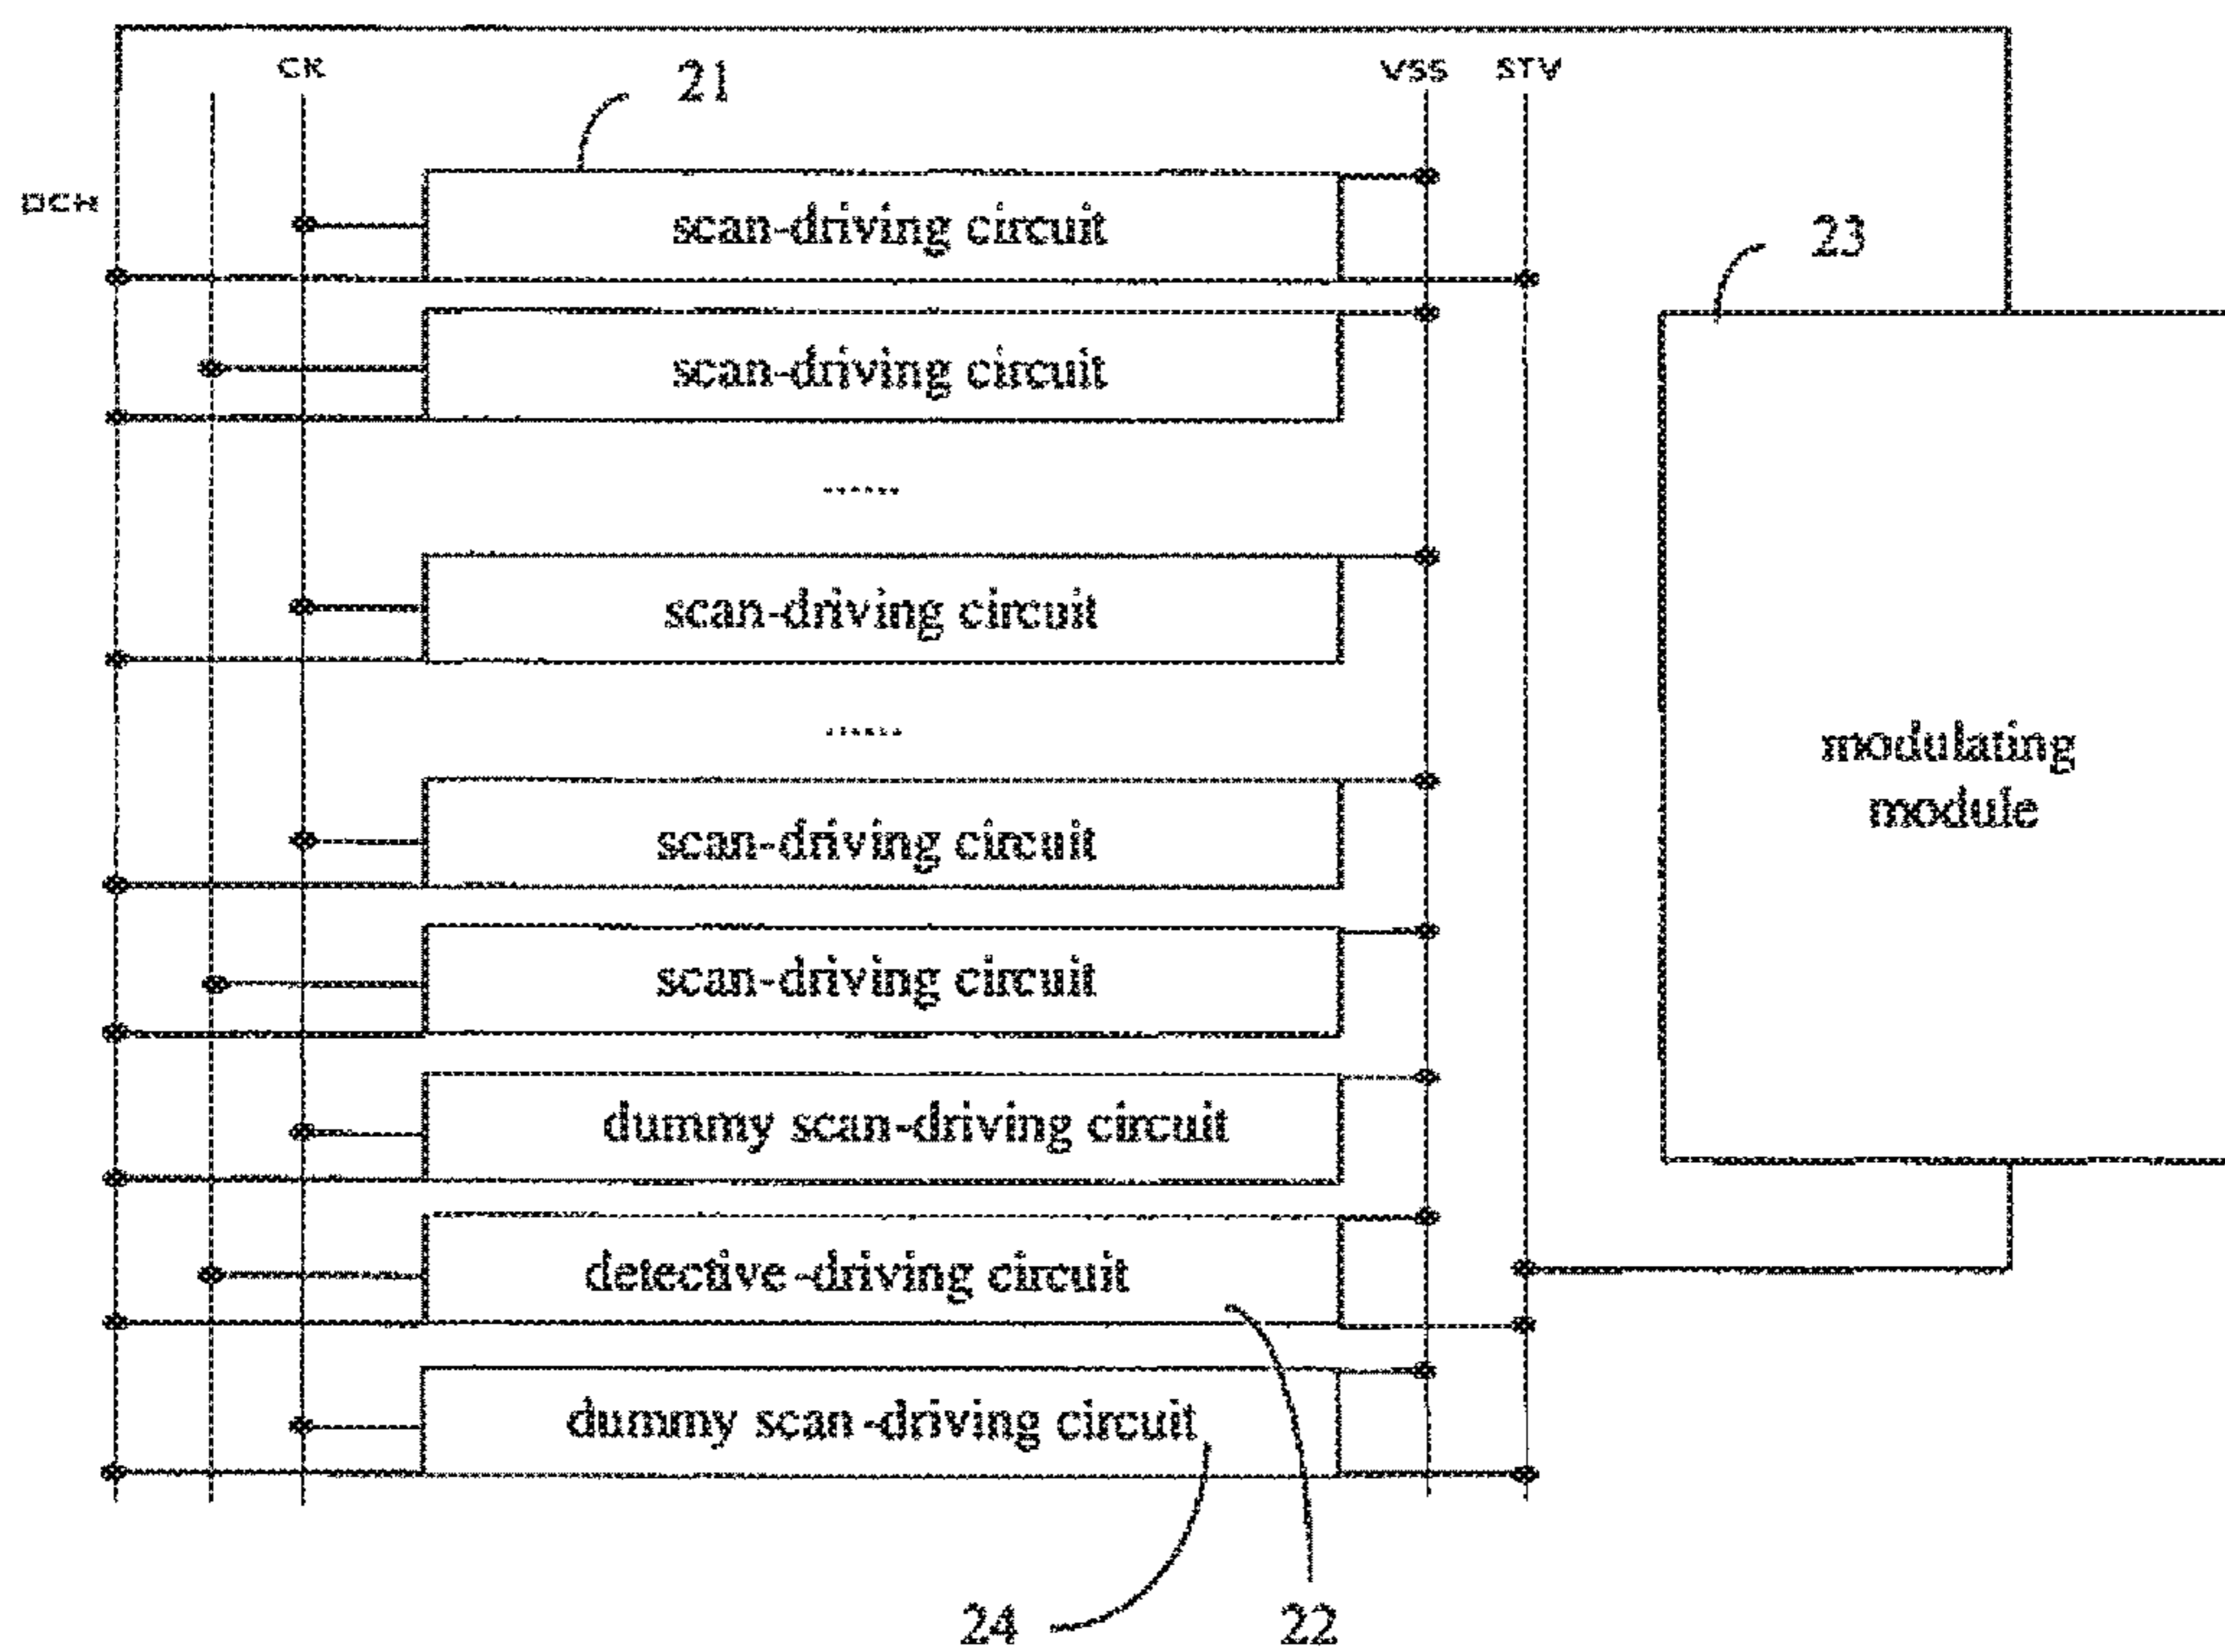 CK
21
VSS
STV
DCH
scan-driving circuit
23
scan-driving circuit
......
scan-driving circuit
......
modulating
module
scan-driving circuit
scan-driving circuit
dummy scan-driving circuit
detective-driving circuit
dummy scan-driving circuit
24
22